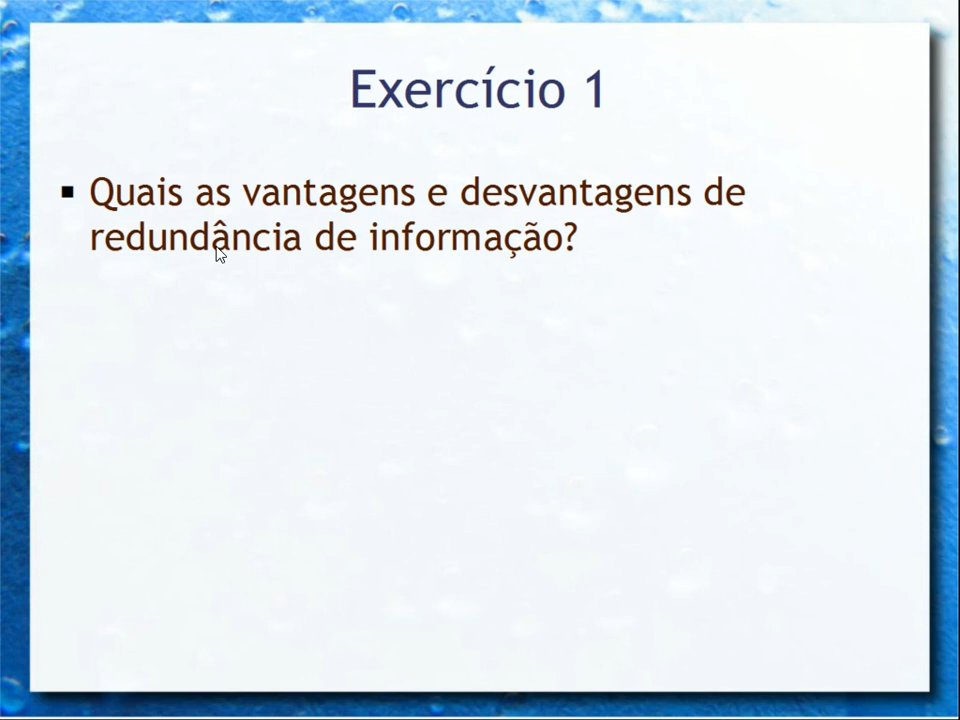 Exercício 1
▪ Quais as vantagens e desvantagens de
redundância de informação?